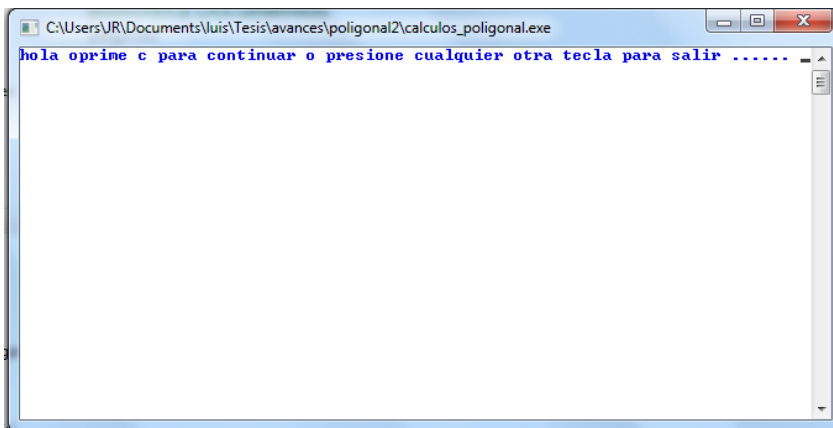 C:\Users\JR\Documents\luis\Tesis\avances\poligonal2\calculos_poligonal.exe
hola oprime c para continuar o presione cualquier otra tecla para salir ...... _